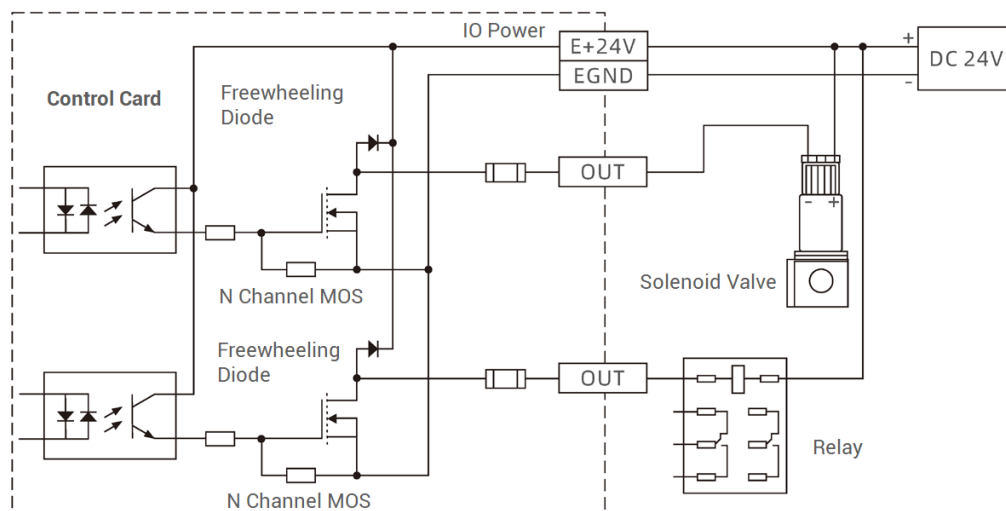 IO Power
E+24V
EGND
+
-
DC 24V
Control Card
Freewheeling
Diode
OUT
- +
Solenoid Valve
N Channel MOS
Freewheeling
Diode
OUT
Relay
N Channel MOS